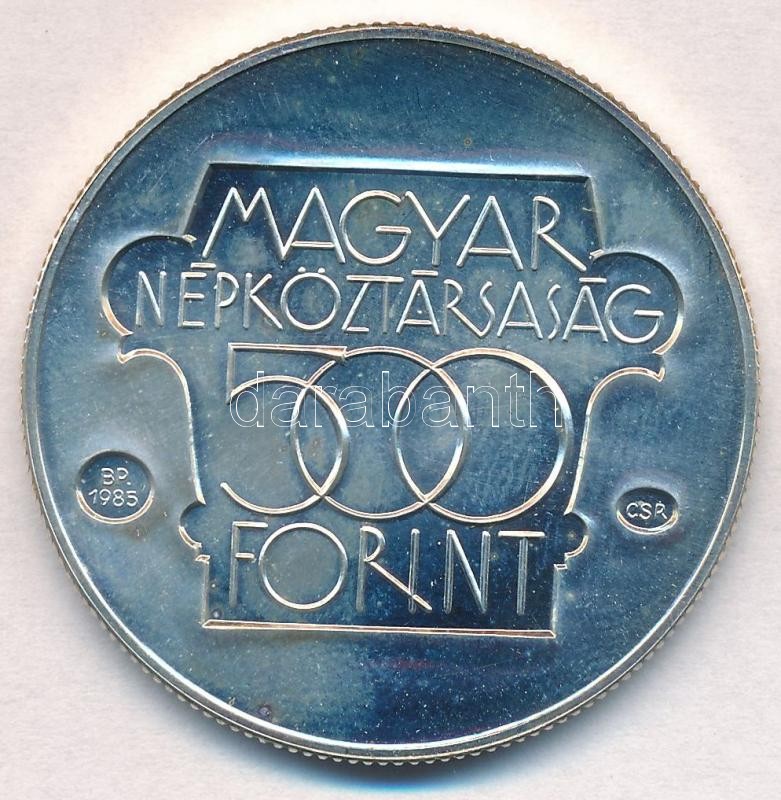 MAGYAR
NÉPKÖZTÁRSASÁG
500
darabanth
BP.
1985
CSR
FORINT